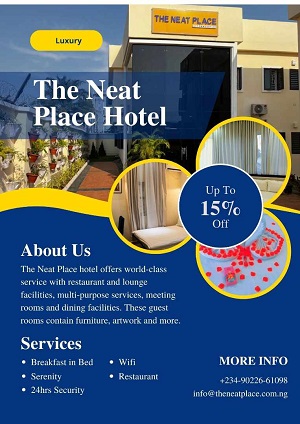 THE NEAT PLACE
Luxury
The Neat
Place Hotel
Up To
15%
Off
About Us
The Neat Place hotel offers world-class
service with restaurant and lounge
facilities, multi-purpose services, meeting
rooms and dining facilities. These guest
rooms contain furniture, artwork and more.
Services
• Breakfast in Bed
• Serenity
• 24hrs Security
• Wifi
• Restaurant
MORE INFO
+234-90226-61098
info@theneatplace.com.ng